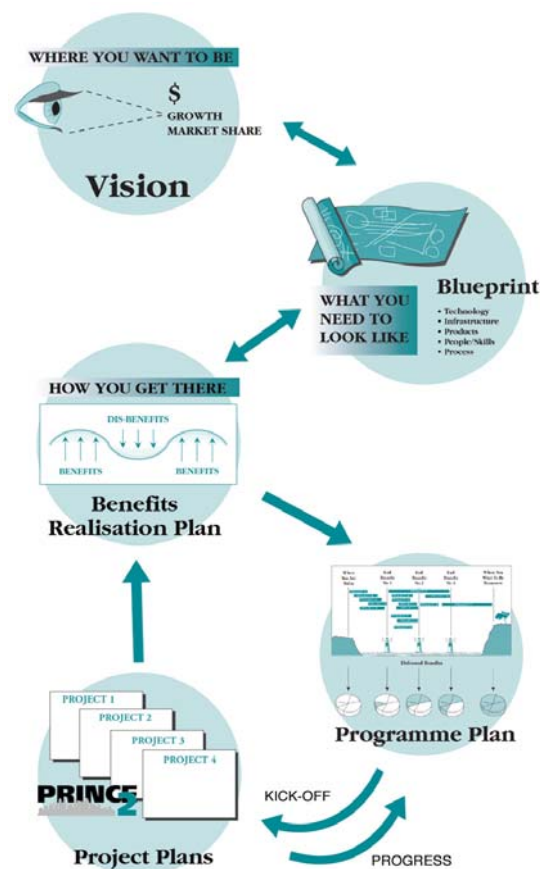 WHERE YOU WANT TO BE
$
GROWTH
MARKET SHARE
Vision
Blueprint
WHAT YOU
NEED TO
LOOK LIKE
• Technology
• Infrastructure
• Products
• People/Skills
• Process
HOW YOU GET THERE
DIS-BENEFITS
BENEFITS
BENEFITS
Benefits
Realisation Plan
Delivered Benefits
Programme Plan
PROJECT 1
PROJECT 2
PROJECT 3
PROJECT 4
PRINCE 2
Project Plans
KICK-OFF
PROGRESS